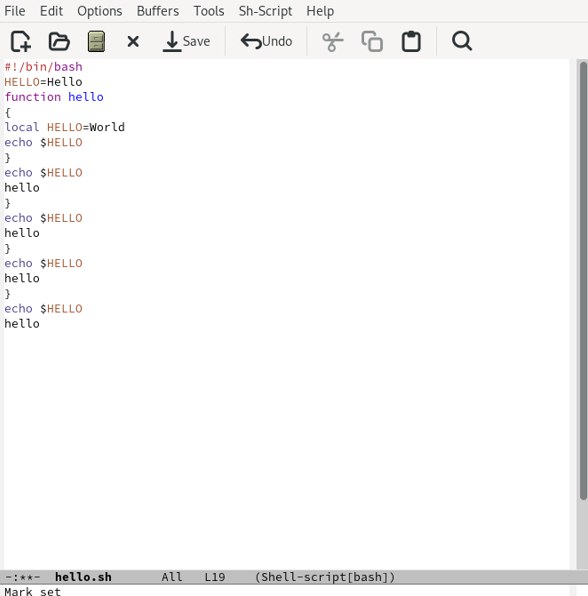 File Edit Options Buffers Tools Sh-Script Help
Save Undo
#!/bin/bash
HELLO=Hello
function hello
{
local HELLO=World
echo $HELLO
}
echo $HELLO
hello
}
echo $HELLO
hello
}
echo $HELLO
hello
}
echo $HELLO
hello
-:**- hello.sh All L19 (Shell-script[bash])
Mark set